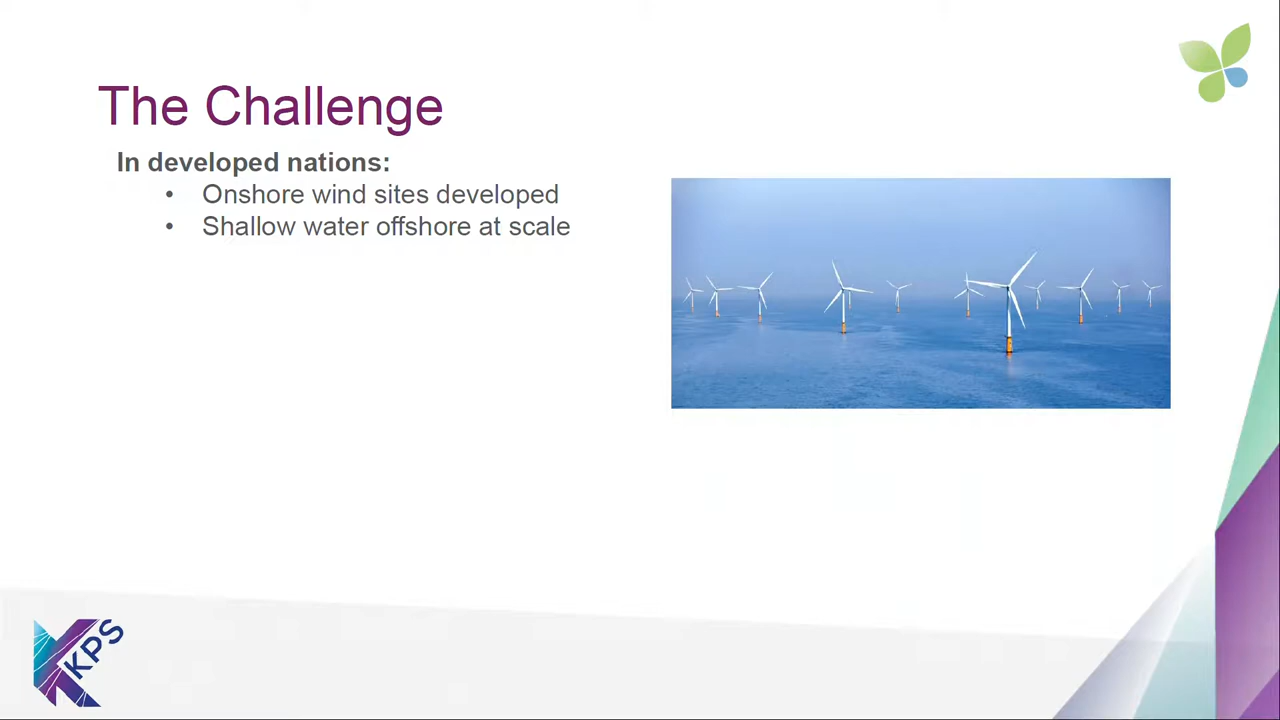 The Challenge
In developed nations:
• Onshore wind sites developed
• Shallow water offshore at scale
KPS